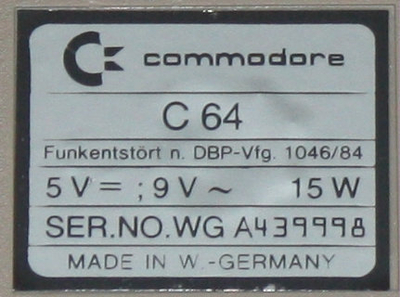 commodore
C 64
Funkentstört n. DBP-Vfg. 1046/84
5 V = ; 9 V ~ 15 W
SER.NO.WG A439998
MADE IN W.-GERMANY